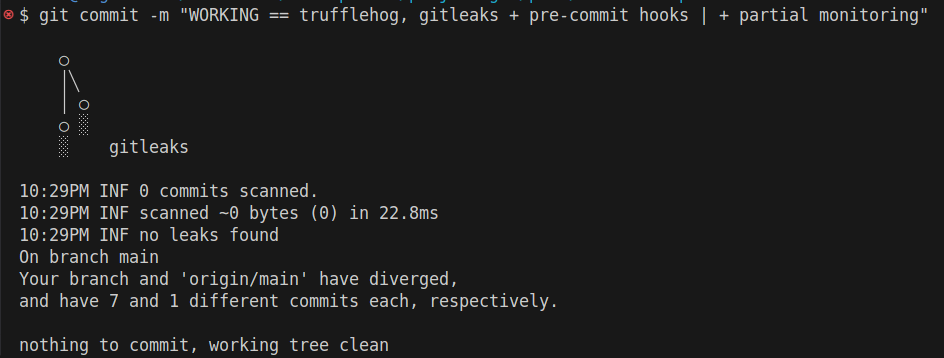 $ git commit -m "WORKING == trufflehog, gitleaks + pre-commit hooks | + partial monitoring"
gitleaks
10:29PM INF 0 commits scanned.
10:29PM INF scanned ~0 bytes (0) in 22.8ms
10:29PM INF no leaks found
On branch main
Your branch and 'origin/main' have diverged,
and have 7 and 1 different commits each, respectively.
nothing to commit, working tree clean